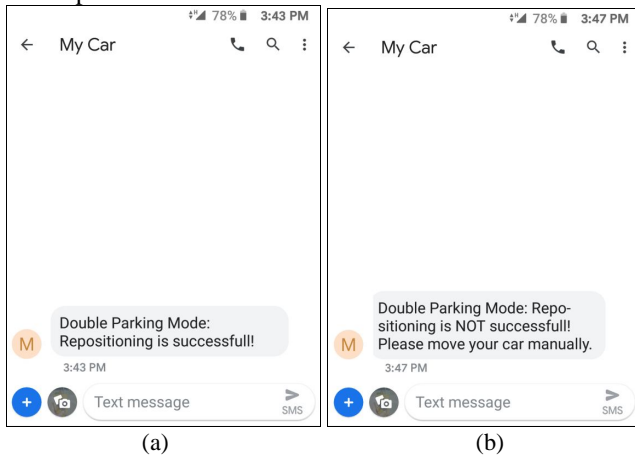 78% 3:43 PM
My Car
Double Parking Mode:
Repositioning is successfull!
M
3:43 PM
Text message
SMS
(a)
78% 3:47 PM
My Car
Double Parking Mode: Repo-
sitioning is NOT successfull!
Please move your car manually.
M
3:47 PM
Text message
SMS
(b)